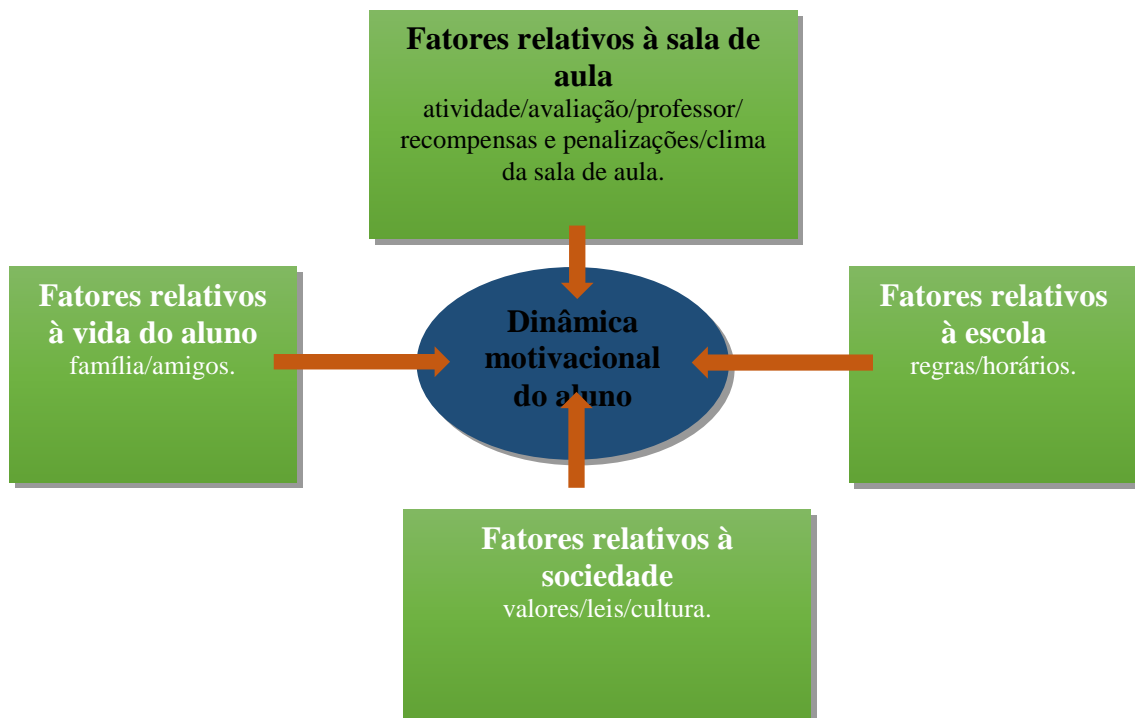 Fatores relativos à sala de
aula
atividade/avaliação/professor/
recompensas e penalizações/clima
da sala de aula.
Fatores relativos
à vida do aluno
família/amigos.
Dinâmica
motivacional
do aluno
Fatores relativos
à escola
regras/horários.
Fatores relativos à
sociedade
valores/leis/cultura.